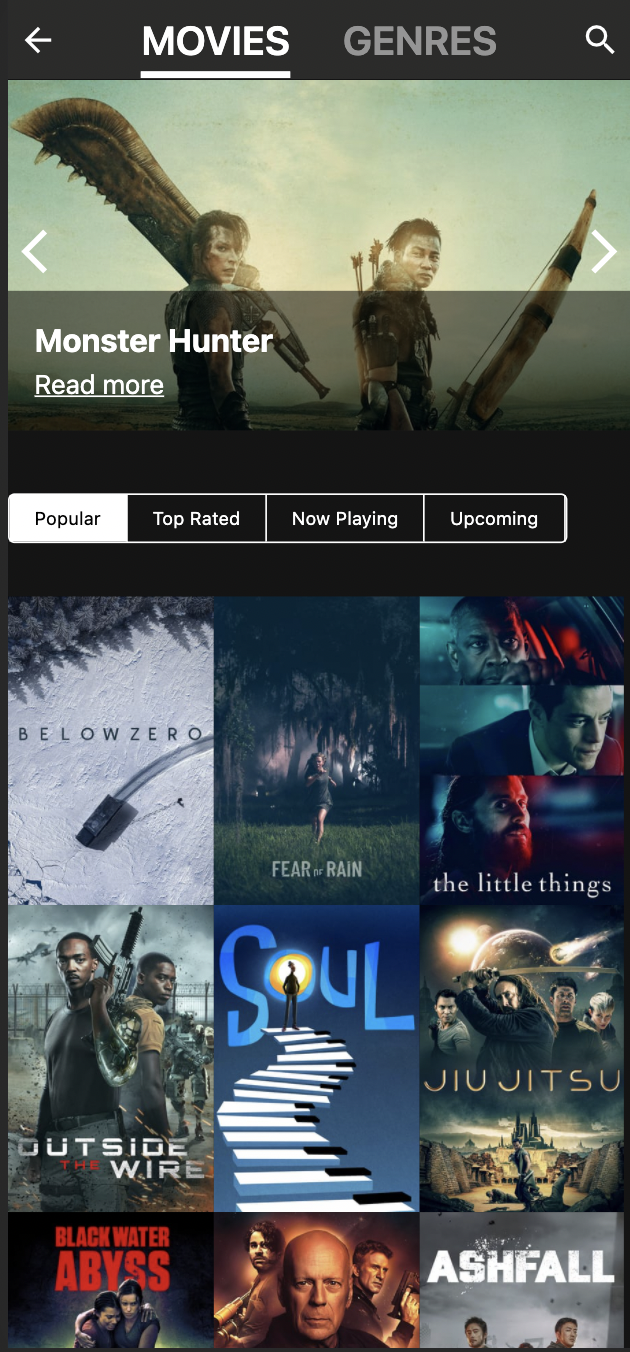 MOVIES GENRES
Monster Hunter
Read more
Popular Top Rated Now Playing Upcoming
BELOWZERO
FEAR OF RAIN
the little things
OUTSIDE
THE WIRE
SOUL
JIU JITSU
BLACK WATER
ABYSS
ASHFALL